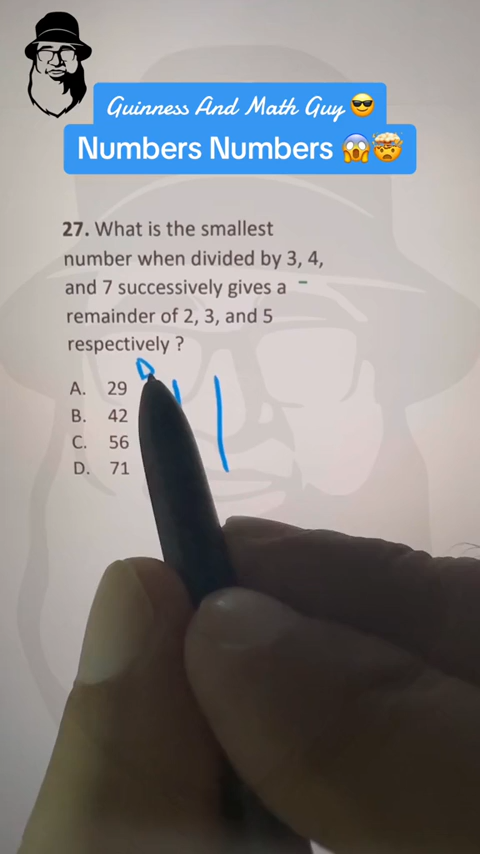 Guinness And Math Guy 😎
Numbers Numbers 😱🤯
27. What is the smallest
number when divided by 3, 4,
and 7 successively gives a
remainder of 2, 3, and 5
respectively ?
A. 29
B. 42
C. 56
D. 71